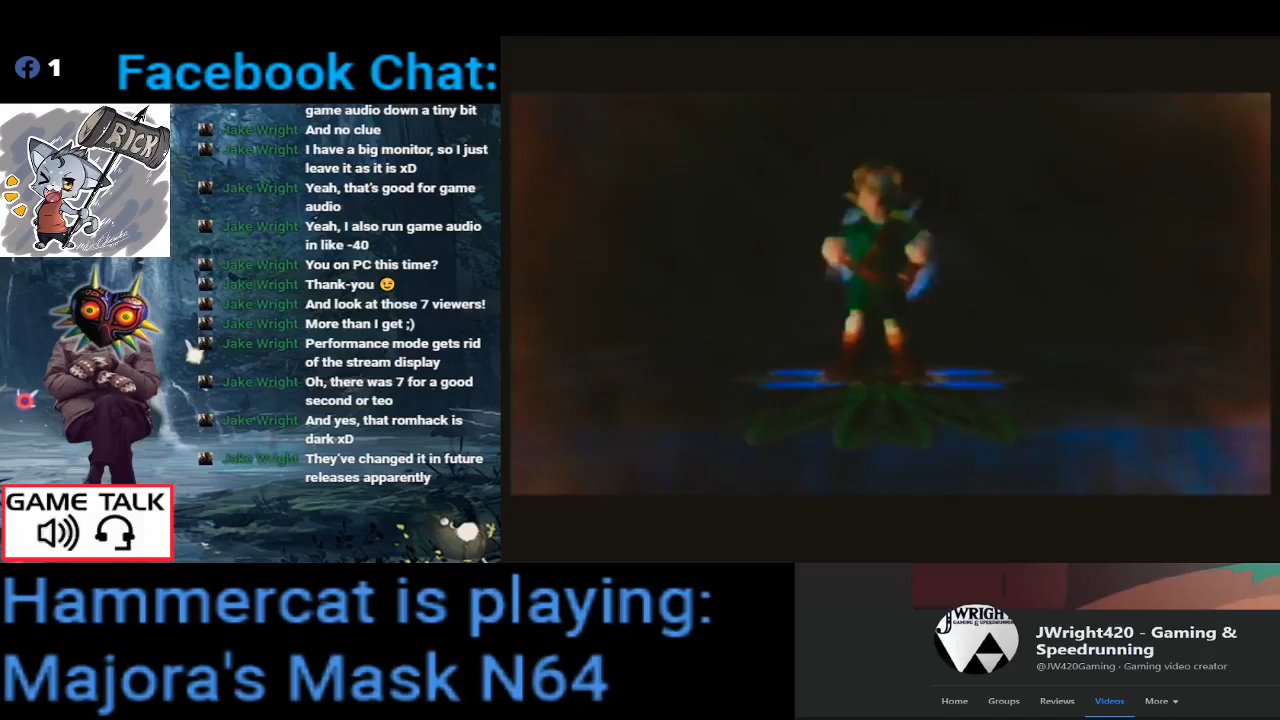 1
Facebook Chat:
RICK
game audio down a tiny bit
Jake Wright And no clue
Jake Wright I have a big monitor, so I just
leave it as it is xD
Jake Wright Yeah, that's good for game
audio
Jake Wright Yeah, I also run game audio
in like -40
Jake Wright You on PC this time?
Jake Wright Thank-you 😉
Jake Wright And look at those 7 viewers!
Jake Wright More than I get ;)
Jake Wright Performance mode gets rid
of the stream display
Jake Wright Oh, there was 7 for a good
second or teo
Jake Wright And yes, that romhack is
dark xD
Jake Wright They've changed it in future
releases apparently
GAME TALK
Hammercat is playing:
Majora's Mask N64
JWRIGHT
GAMING & SPEEDRUNNING
JWright420 - Gaming &
Speedrunning
@JW420Gaming · Gaming video creator
Home Groups Reviews Videos More